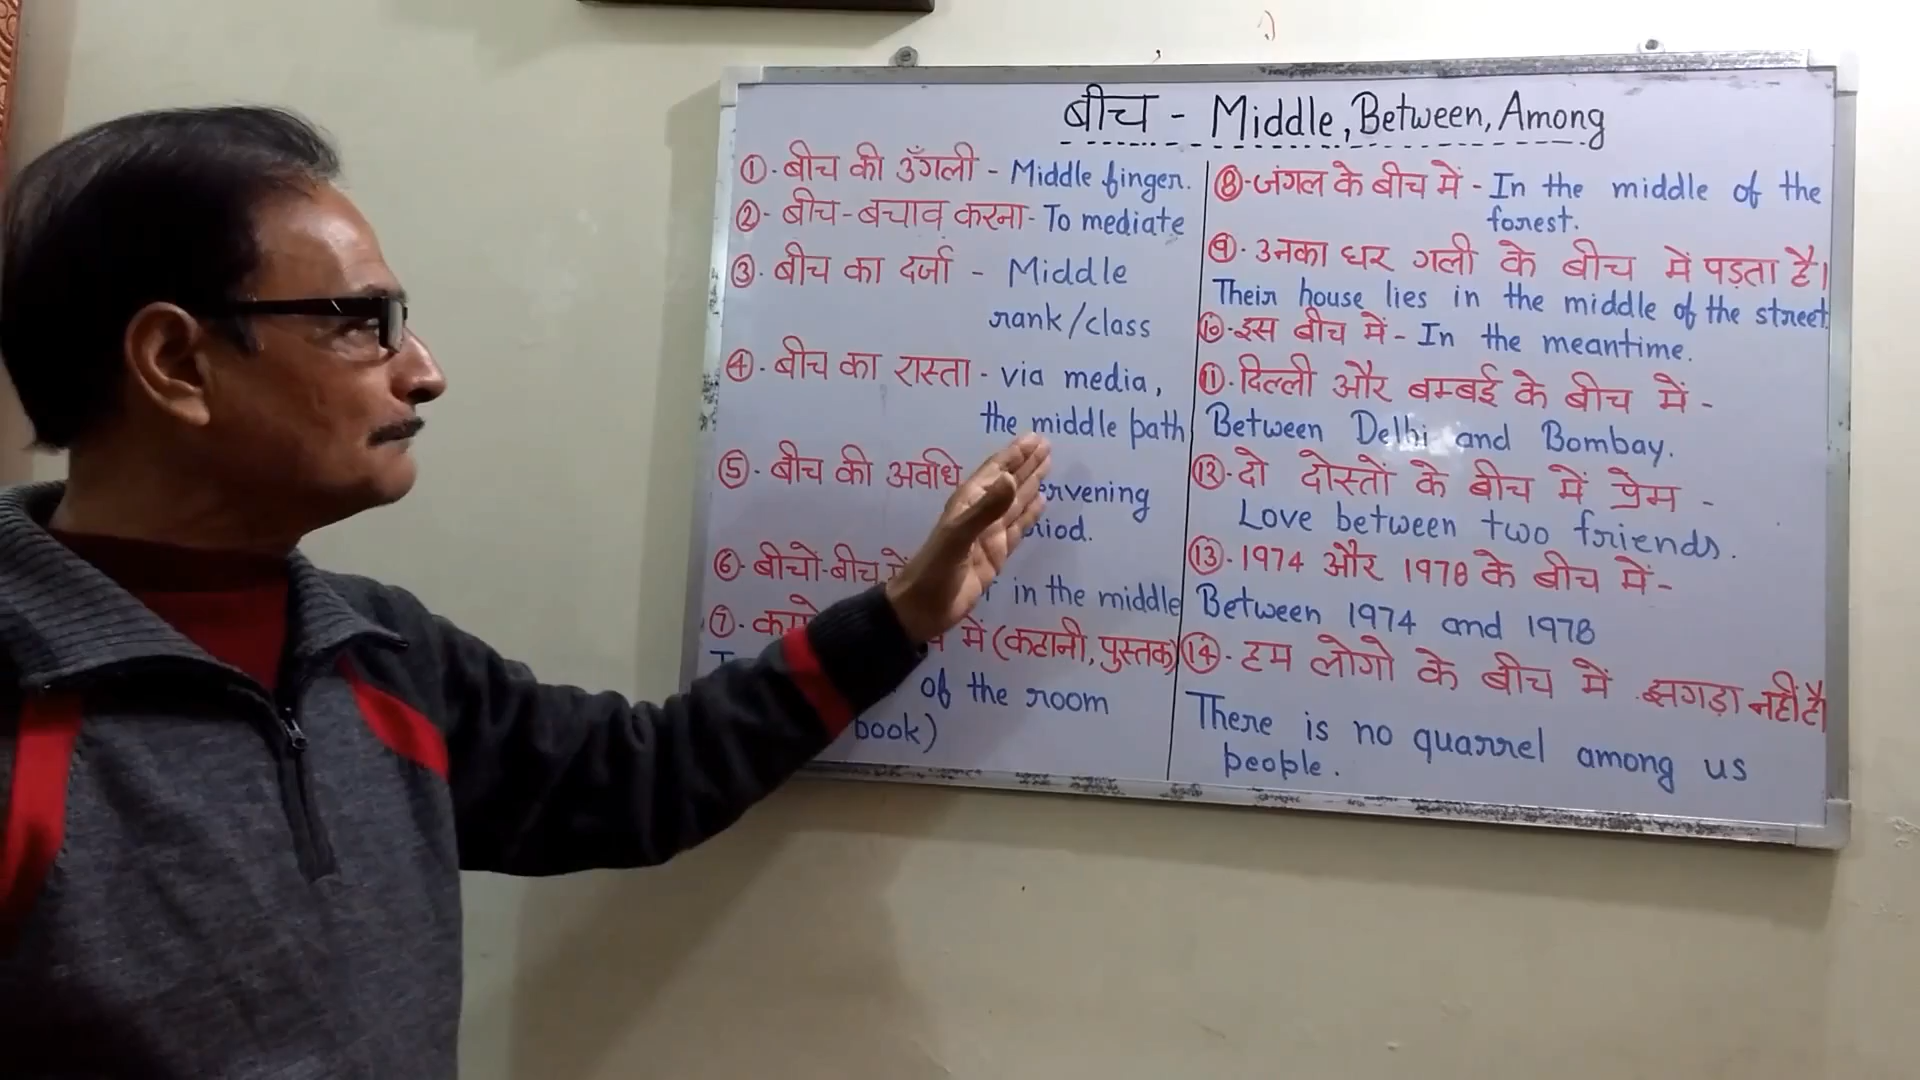 बीच - Middle, Between, Among
①. बीच की उँगली - Middle finger.
②- बीच-बचाव करना- To mediate
③. बीच का दर्जा - Middle
rank/class
④. बीच का रास्ता - via media,
the middle path
⑤. बीच की अवधि
⑥- बीचों-बीच में in the middle
⑦. में (कहानी, पुस्तक)
of the room
book)
⑧-जंगल के बीच में - In the middle of the
forest.
⑨. उनका घर गली के बीच में पड़ता है।
Their house lies in the middle of the street.
⑩-इस बीच में - In the meantime.
⑪. दिल्ली और बम्बई के बीच में -
Between Delhi and Bombay.
⑫-दो दोस्तों के बीच में प्रेम -
Love between two friends.
⑬-1974 और 1978 के बीच में-
Between 1974 and 1978
⑭. हम लोगो के बीच में झगड़ा नहीं है।
There is no quarrel among us
people.